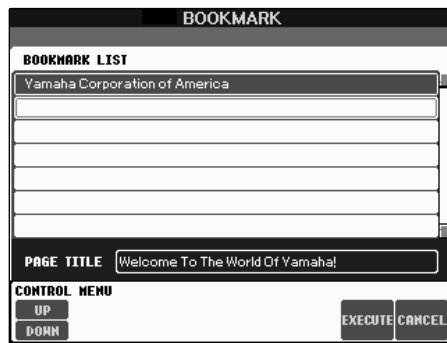 BOOKMARK
BOOKMARK LIST
Yamaha Corporation of America
PAGE TITLE Welcome To The World Of Yamaha!
CONTROL MENU
UP
DOWN
EXECUTE CANCEL